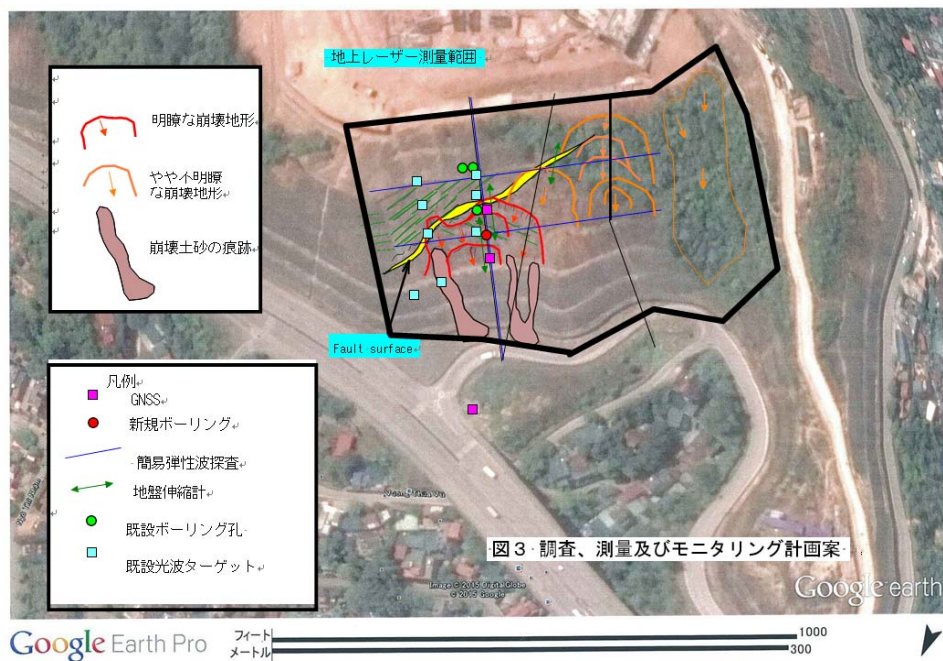 地上レーザー測量範囲
明瞭な崩壊地形
やや不明瞭
な崩壊地形
崩壊土砂の痕跡
Fault surface
凡例
GNSS
新規ボーリング
簡易弾性波探査
地盤伸縮計
既設ボーリング孔
既設光波ターゲット
図3 調査、測量及びモニタリング計画案
Image © 2015 DigitalGlobe
© 2015 Google
Google earth
Google Earth Pro
フィート
メートル
1000
300